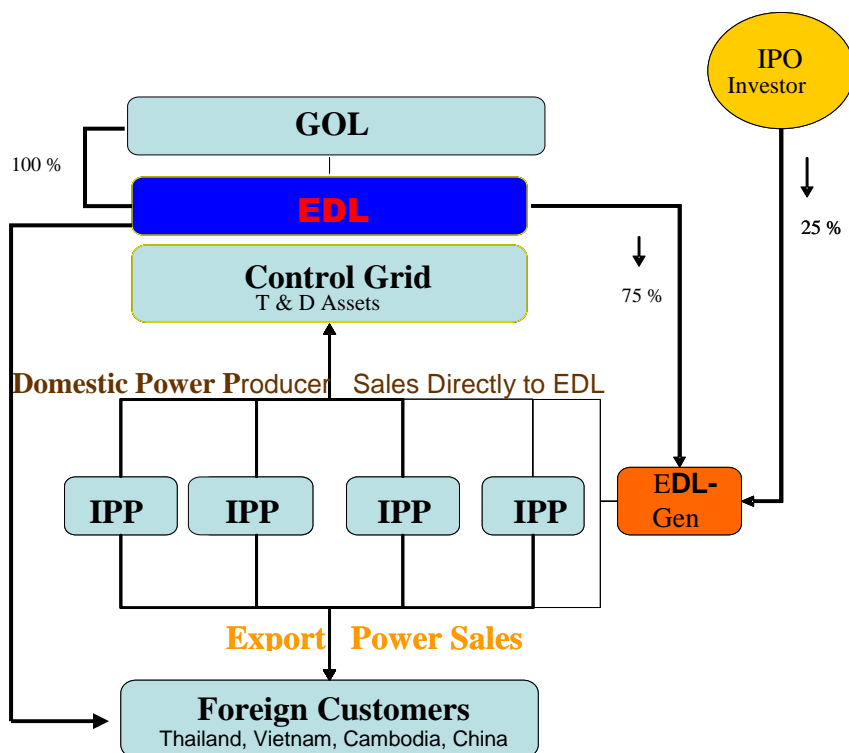 IPO
Investor
GOL
100 %
EDL
25 %
Control Grid
T & D Assets
75 %
Domestic Power Producer Sales Directly to EDL
IPP IPP IPP IPP
EDL-
Gen
Export Power Sales
Foreign Customers
Thailand, Vietnam, Cambodia, China